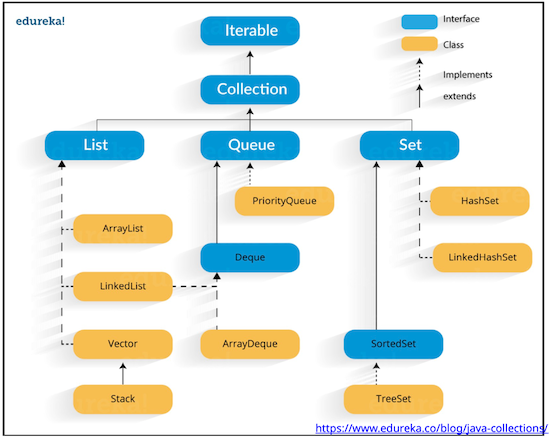 edureka!
Iterable
Interface
Class
Collection
Implements
extends
List
Queue
Set
PriorityQueue
HashSet
ArrayList
Deque
LinkedHashSet
LinkedList
Vector
ArrayDeque
SortedSet
Stack
TreeSet
https://www.edureka.co/blog/java-collections/